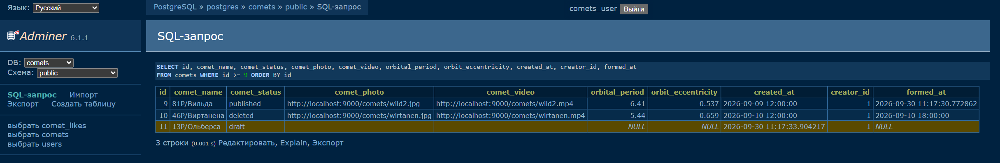 Язык: Русский
PostgreSQL » postgres » comets » public » SQL-запрос
comets_user Выйти
Adminer 6.1.1
SQL-запрос
DB: comets
Схема: public
SQL-запрос Импорт
Экспорт Создать таблицу
выбрать comet_likes
выбрать comets
выбрать users
SELECT id, comet_name, comet_status, comet_photo, comet_video, orbital_period, orbit_eccentricity, created_at, creator_id, formed_at
FROM comets WHERE id >= 9 ORDER BY id
id comet_name comet_status comet_photo comet_video orbital_period orbit_eccentricity created_at creator_id formed_at
9 81P/Вильда published http://localhost:9000/comets/wild2.jpg http://localhost:9000/comets/wild2.mp4 6.41 0.537 2026-09-09 12:00:00 1 2026-09-30 11:17:30.772862
10 46P/Виртанена deleted http://localhost:9000/comets/wirtanen.jpg http://localhost:9000/comets/wirtanen.mp4 5.44 0.659 2026-09-10 12:00:00 1 2026-09-10 18:00:00
11 13P/Ольберса draft NULL NULL 2026-09-30 11:17:33.904217 1 NULL
3 строки (0.001 s) Редактировать, Explain, Экспорт